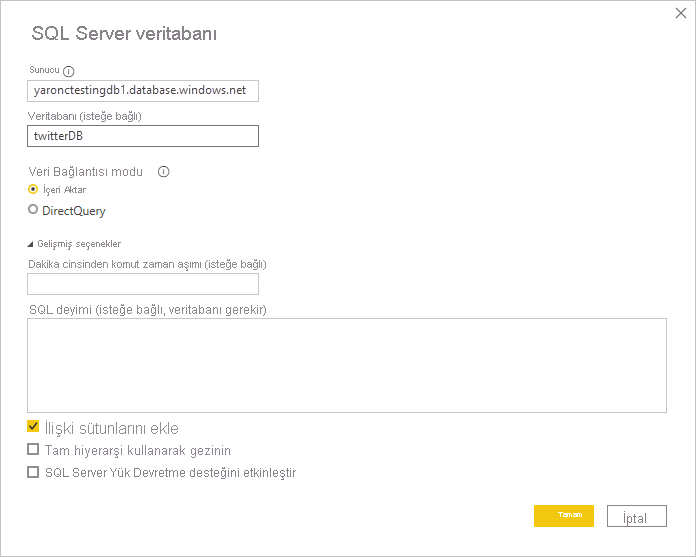 SQL Server veritabanı
Sunucu
yaronctestingdb1.database.windows.net
Veritabanı (isteğe bağlı)
twitterDB
Veri Bağlantısı modu
İçeri Aktar
DirectQuery
Gelişmiş seçenekler
Dakika cinsinden komut zaman aşımı (isteğe bağlı)
SQL deyimi (isteğe bağlı, veritabanı gerekir)
İlişki sütunlarını ekle
Tam hiyerarşi kullanarak gezinin
SQL Server Yük Devretme desteğini etkinleştir
Tamam
İptal